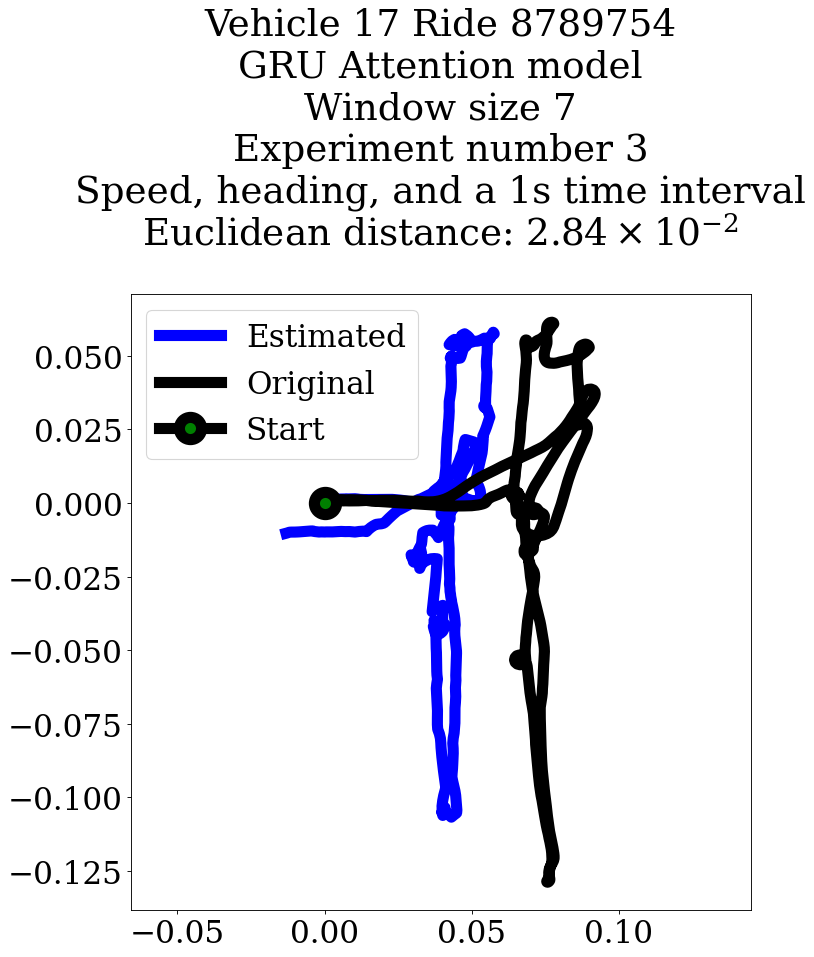 Vehicle 17 Ride 8789754
GRU Attention model
Window size 7
Experiment number 3
Speed, heading, and a 1s time interval
Euclidean distance: 2.84 × 10⁻²
Estimated
Original
Start
0.050
0.025
0.000
−0.025
−0.050
−0.075
−0.100
−0.125
−0.05 0.00 0.05 0.10